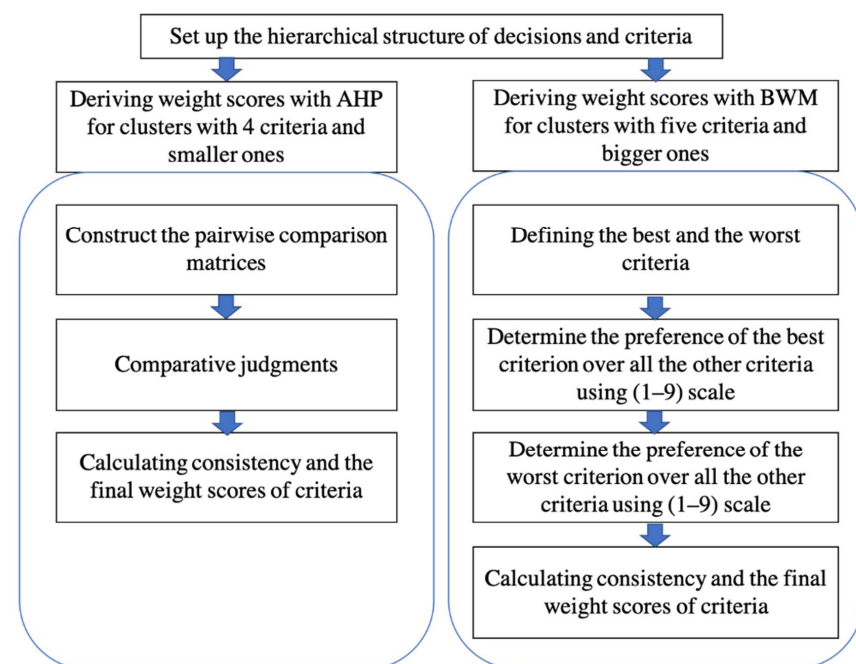 Set up the hierarchical structure of decisions and criteria
Deriving weight scores with AHP
for clusters with 4 criteria and
smaller ones
Construct the pairwise comparison
matrices
Comparative judgments
Calculating consistency and the
final weight scores of criteria
Deriving weight scores with BWM
for clusters with five criteria and
bigger ones
Defining the best and the worst
criteria
Determine the preference of the best
criterion over all the other criteria
using (1–9) scale
Determine the preference of the
worst criterion over all the other
criteria using (1–9) scale
Calculating consistency and the final
weight scores of criteria